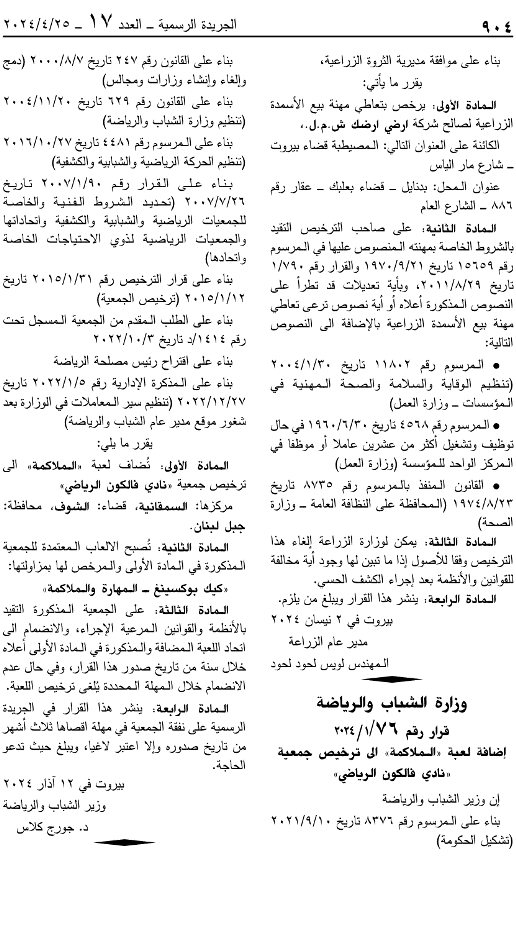 ٩٠٤
الجريدة الرسمية ــ العدد ١٧ ــ ٢٠٢٤/٤/٢٥
بناء على موافقة مديرية الثروة الزراعية،
يقرر ما يأتي:
المادة الأولى: يرخص بتعاطي مهنة بيع الأسمدة
الزراعية لصالح شركة ارضي ارضك ش.م.ل.،
الكائنة على العنوان التالي: المصيطبة قضاء بيروت
ــ شارع مار الياس
عنوان المحل: بدنايل ــ قضاء بعلبك ــ عقار رقم
٨٨٦ ــ الشارع العام
المادة الثانية: على صاحب الترخيص التقيد
بالشروط الخاصة بمهنته المنصوص عليها في المرسوم
رقم ١٥٦٥٩ تاريخ ١٩٧٠/٩/٢١ والقرار رقم ١/٧٩٠
تاريخ ٢٠١١/٨/٢٩، وبأية تعديلات قد تطرأ على
النصوص المذكورة أعلاه أو أية نصوص ترعى تعاطي
مهنة بيع الأسمدة الزراعية بالإضافة الى النصوص
التالية:
● المرسوم رقم ١١٨٠٢ تاريخ ٢٠٠٤/١/٣٠
(تنظيم الوقاية والسلامة والصحة المهنية في
المؤسسات ــ وزارة العمل)
● المرسوم رقم ٤٥٦٨ تاريخ ١٩٦٠/٦/٣٠ في حال
توظيف وتشغيل أكثر من عشرين عاملا أو موظفا في
المركز الواحد للمؤسسة (وزارة العمل)
● القانون المنفذ بالمرسوم رقم ٨٧٣٥ تاريخ
١٩٧٤/٨/٢٣ (المحافظة على النظافة العامة ــ وزارة
الصحة)
المادة الثالثة: يمكن لوزارة الزراعة إلغاء هذا
الترخيص وفقا للأصول إذا ما تبين لها وجود أية مخالفة
للقوانين والأنظمة بعد إجراء الكشف الحسي.
المادة الرابعة: ينشر هذا القرار ويبلغ من يلزم.
بيروت في ٢ نيسان ٢٠٢٤
مدير عام الزراعة
المهندس لويس لحود لحود
وزارة الشباب والرياضة
قرار رقم ٢٠٢٤/١/٧٦
إضافة لعبة «الملاكمة» الى ترخيص جمعية
«نادي فالكون الرياضي»
إن وزير الشباب والرياضة
بناء على المرسوم رقم ٨٣٧٦ تاريخ ٢٠٢١/٩/١٠
(تشكيل الحكومة)
بناء على القانون رقم ٢٤٧ تاريخ ٢٠٠٠/٨/٧ (دمج
وإلغاء وإنشاء وزارات ومجالس)
بناء على القانون رقم ٦٢٩ تاريخ ٢٠٠٤/١١/٢٠
(تنظيم وزارة الشباب والرياضة)
بناء على المرسوم رقم ٤٤٨١ تاريخ ٢٠١٦/١٠/٢٧
(تنظيم الحركة الرياضية والشبابية والكشفية)
بناء على القرار رقم ٢٠٠٧/١/٩٠ تاريخ
٢٠٠٧/٧/٢٦ (تحديد الشروط الفنية والخاصة
للجمعيات الرياضية والشبابية والكشفية واتحاداتها
والجمعيات الرياضية لذوي الاحتياجات الخاصة
واتحادها)
بناء على قرار الترخيص رقم ٢٠١٥/١/٣١ تاريخ
٢٠١٥/١/١٢ (ترخيص الجمعية)
بناء على الطلب المقدم من الجمعية المسجل تحت
رقم ١٤١٤/د تاريخ ٢٠٢٢/١٠/٣
بناء على اقتراح رئيس مصلحة الرياضة
بناء على المذكرة الإدارية رقم ٢٠٢٢/١/٥ تاريخ
٢٠٢٢/١٢/٢٧ (تنظيم سير المعاملات في الوزارة بعد
شغور موقع مدير عام الشباب والرياضة)
يقرر ما يلي:
المادة الأولى: تُضاف لعبة «الملاكمة» الى
ترخيص جمعية «نادي فالكون الرياضي»
مركزها: السمقانية، قضاء: الشوف، محافظة:
جبل لبنان.
المادة الثانية: تُصبح الالعاب المعتمدة للجمعية
المذكورة في المادة الأولى والمرخص لها بمزاولتها:
«كيك بوكسينغ ــ المهارة والملاكمة»
المادة الثالثة: على الجمعية المذكورة التقيد
بالأنظمة والقوانين المرعية الإجراء، والانضمام الى
اتحاد اللعبة المضافة والمذكورة في المادة الأولى أعلاه
خلال سنة من تاريخ صدور هذا القرار، وفي حال عدم
الانضمام خلال المهلة المحددة يُلغى ترخيص اللعبة.
المادة الرابعة: ينشر هذا القرار في الجريدة
الرسمية على نفقة الجمعية في مهلة اقصاها ثلاث أشهر
من تاريخ صدوره وإلا اعتبر لاغيا، ويبلغ حيث تدعو
الحاجة.
بيروت في ١٢ آذار ٢٠٢٤
وزير الشباب والرياضة
د. جورج كلاس